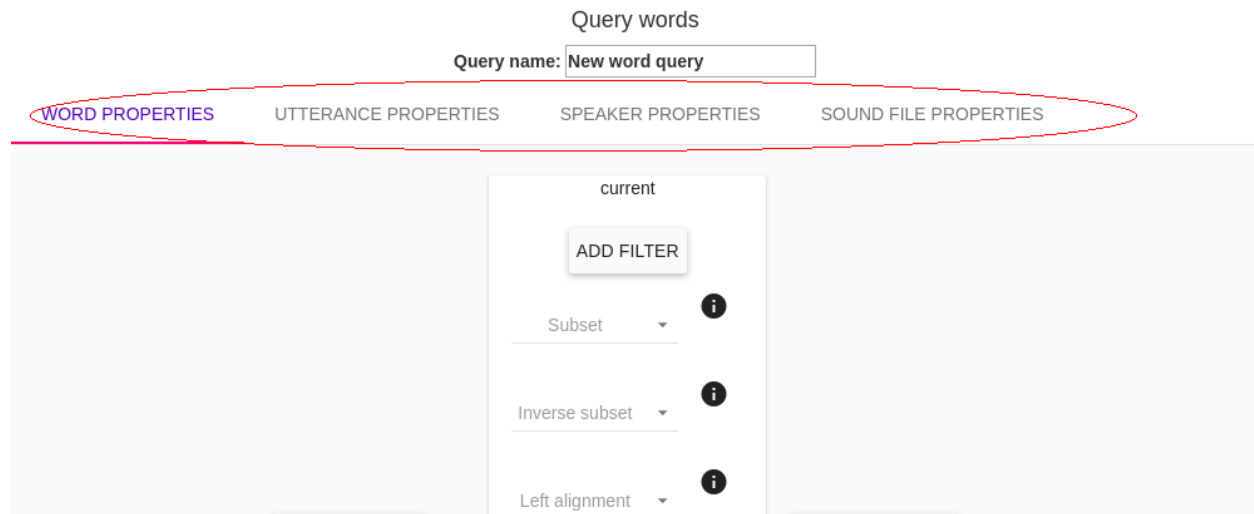 Query words
Query name: New word query
WORD PROPERTIES UTTERANCE PROPERTIES SPEAKER PROPERTIES SOUND FILE PROPERTIES
current
ADD FILTER
Subset
Inverse subset
Left alignment